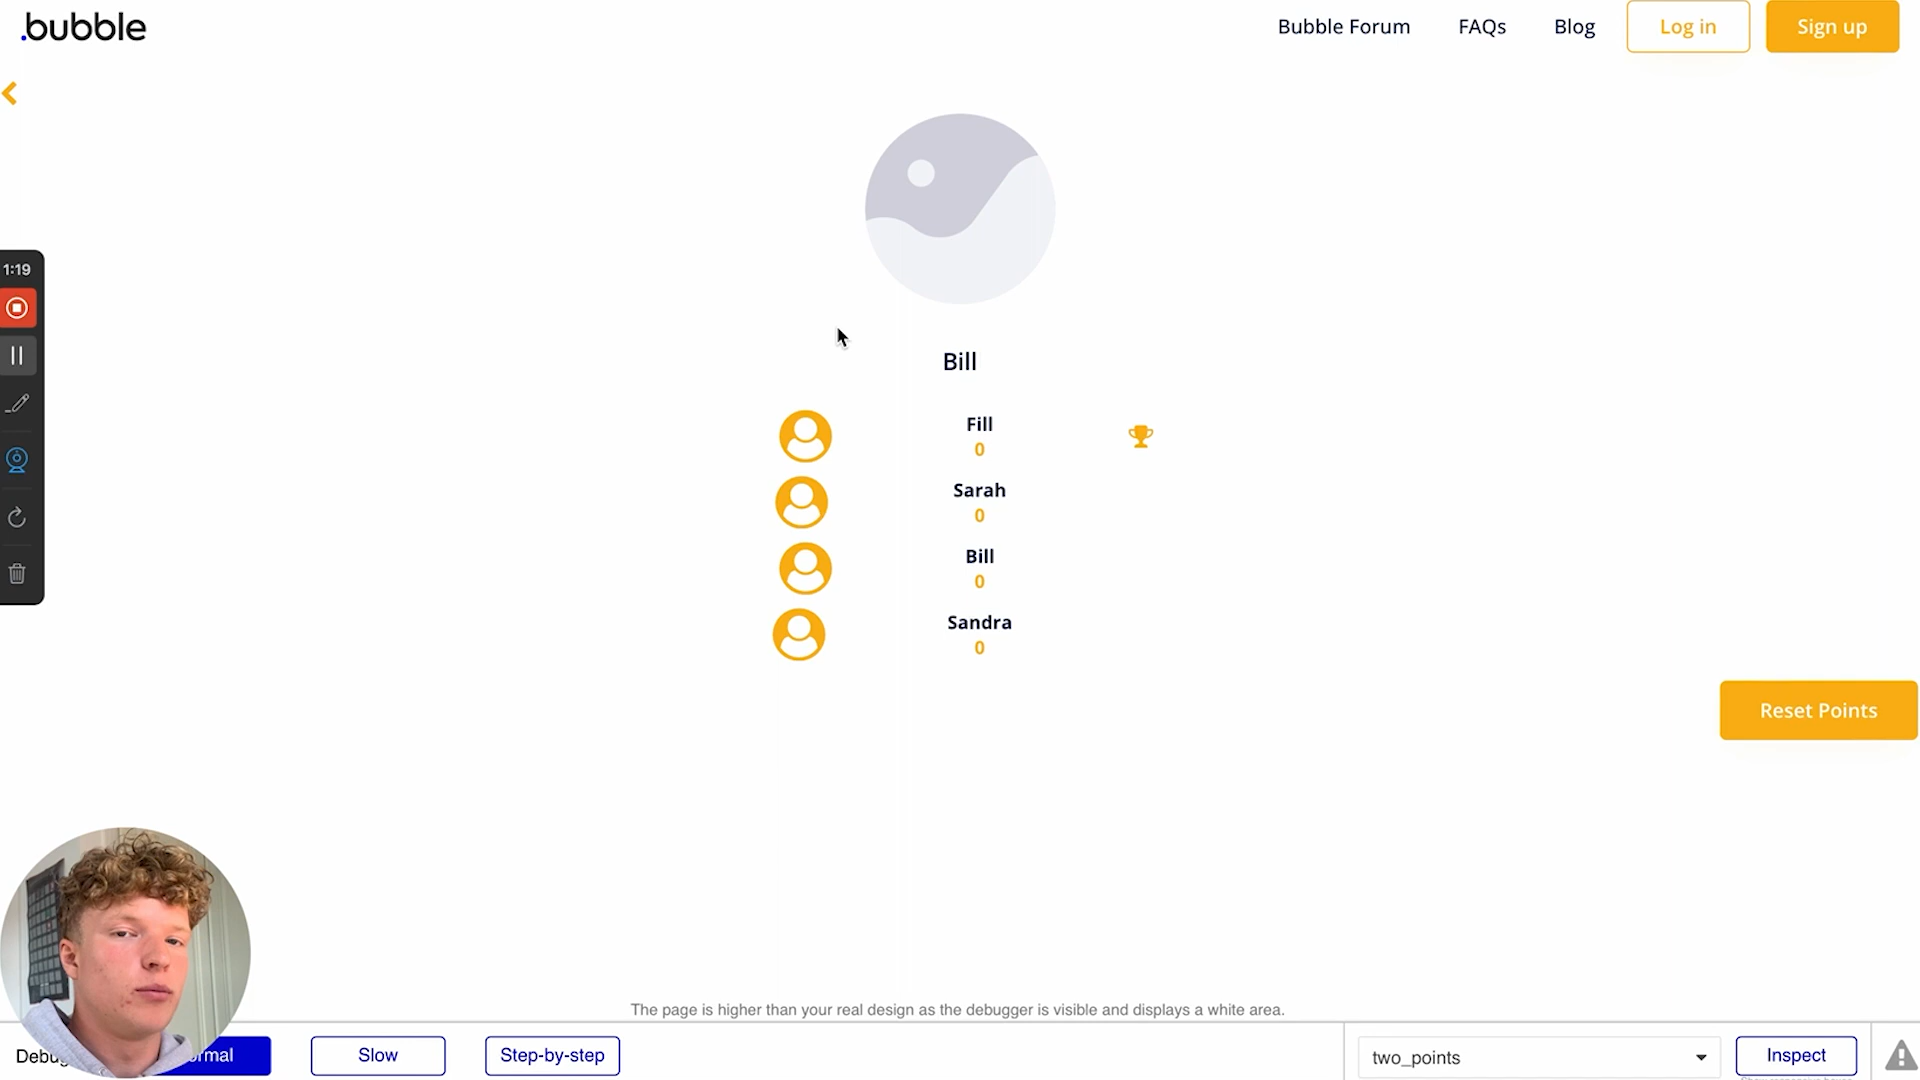 .bubble
Bubble Forum
FAQs
Blog
Log in
Sign up
1:19
Bill
Fill
0
Sarah
0
Bill
0
Sandra
0
Reset Points
The page is higher than your real design as the debugger is visible and displays a white area.
Slow
Step-by-step
two_points
Inspect